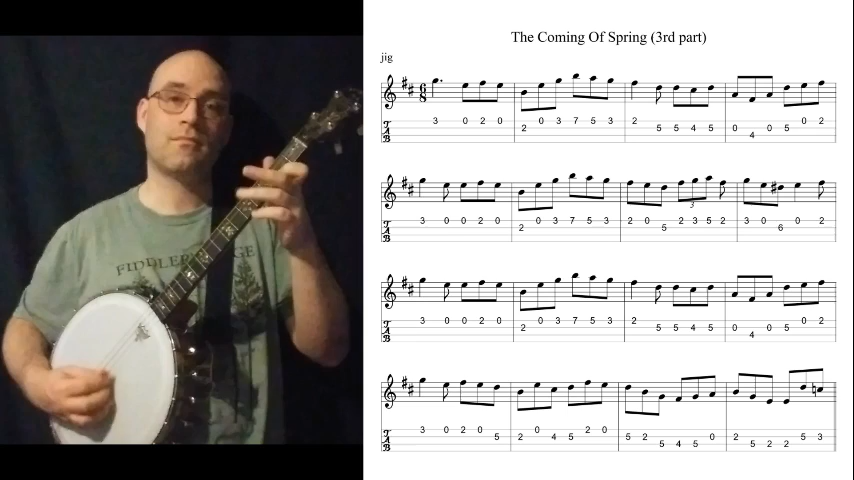 The Coming Of Spring (3rd part)
jig
6
8
3 0 2 0 2 0 3 7 5 3 2 5 5 4 5 0 4 0 5 0 2
FIDDLER
GE
3
3 0 0 2 0 2 0 3 7 5 3 2 0 5 2 3 5 2 3 0 6 0 2
3 0 0 2 0 2 0 3 7 5 3 2 5 5 4 5 0 4 0 5 0 2
3 0 2 0 5 2 0 4 5 2 0 5 2 5 4 5 0 2 5 2 2 5 3